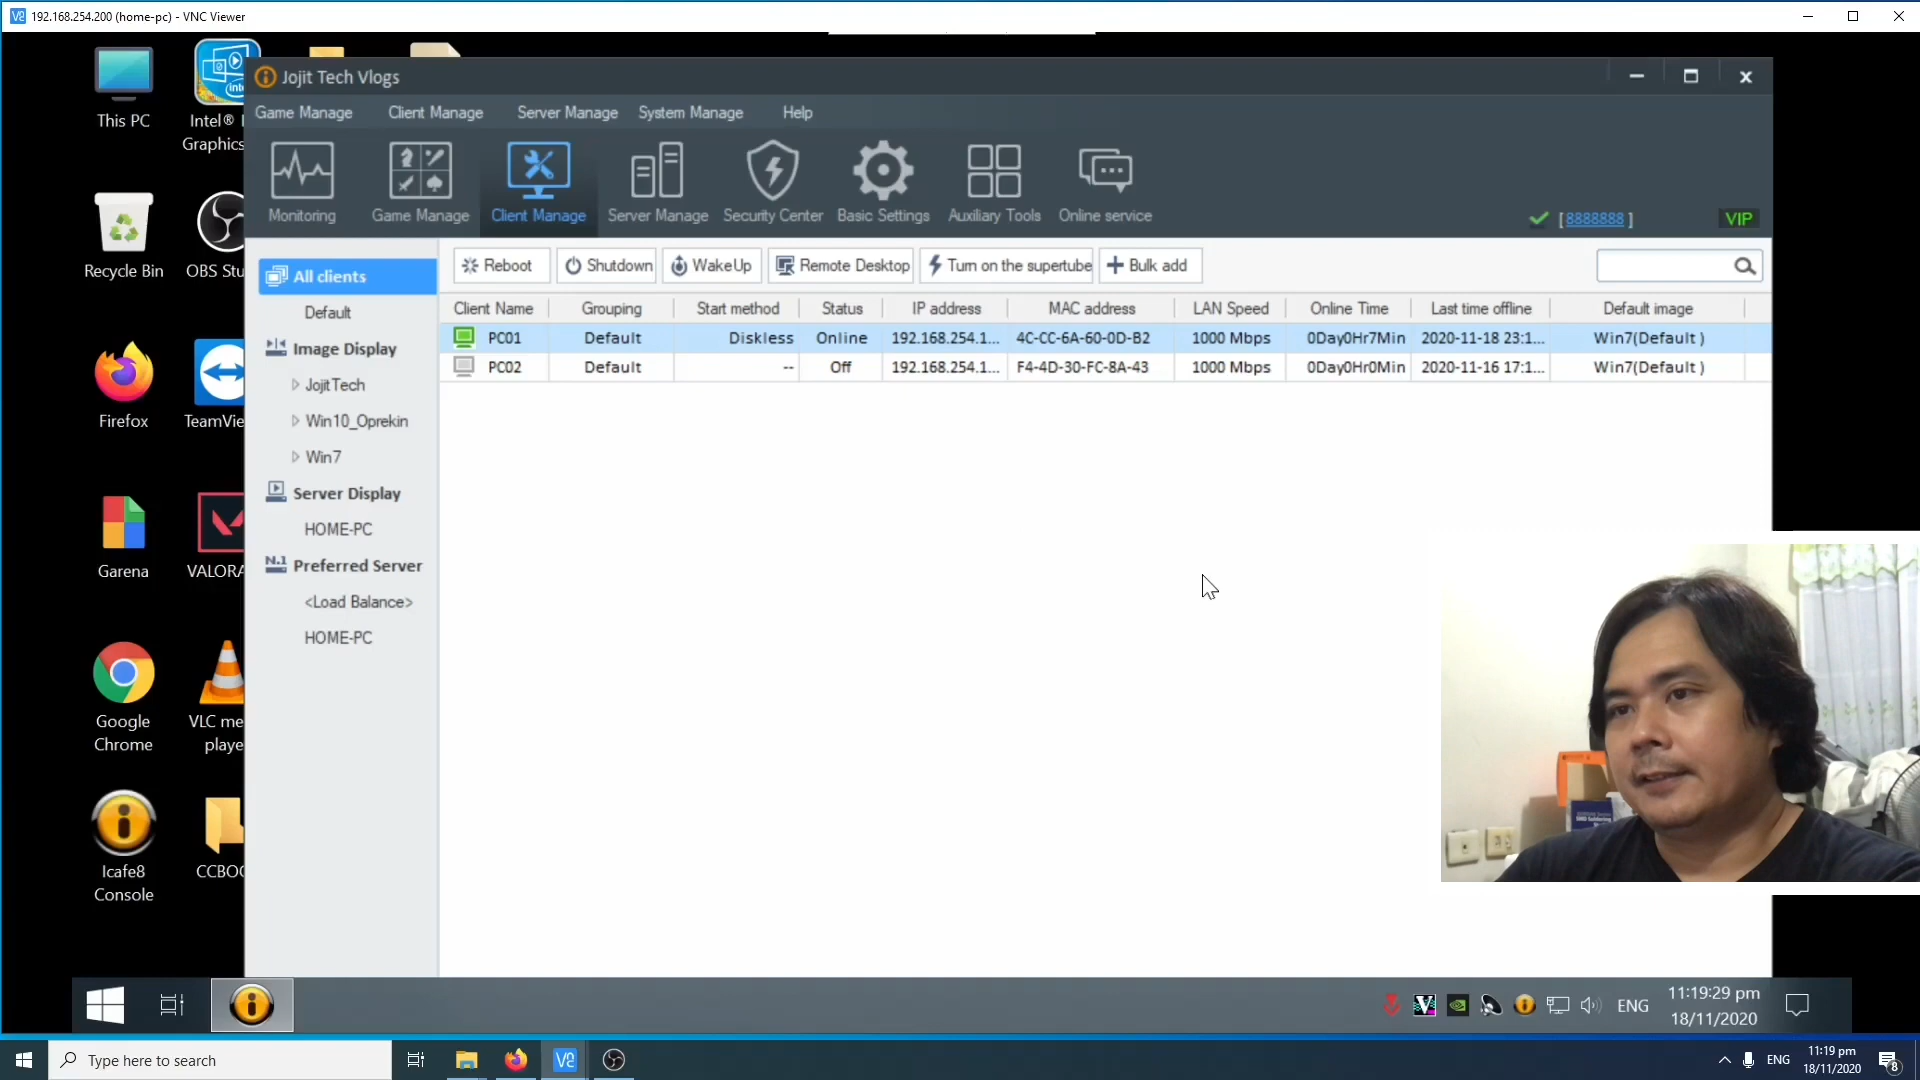 192.168.254.200 (home-pc) - VNC Viewer
This PC
Intel®
Graphics
Recycle Bin
OBS Stu
Firefox
TeamVie
Garena
VALORA
Google
Chrome
VLC me
playe
Icafe8
Console
CCBOO
Jojit Tech Vlogs
Game Manage
Client Manage
Server Manage
System Manage
Help
Monitoring
Game Manage
Client Manage
Server Manage
Security Center
Basic Settings
Auxiliary Tools
Online service
[ 8888888 ]
VIP
All clients
Default
Image Display
JojitTech
Win10_Oprekin
Win7
Server Display
HOME-PC
Preferred Server
<Load Balance>
HOME-PC
Reboot
Shutdown
WakeUp
Remote Desktop
Turn on the supertube
Bulk add
Client Name Grouping Start method Status IP address MAC address LAN Speed Online Time Last time offline Default image
PC01 Default Diskless Online 192.168.254.1... 4C-CC-6A-60-0D-B2 1000 Mbps 0Day0Hr7Min 2020-11-18 23:1... Win7(Default )
PC02 Default -- Off 192.168.254.1... F4-4D-30-FC-8A-43 1000 Mbps 0Day0Hr0Min 2020-11-16 17:1... Win7(Default )
ENG
11:19:29 pm
18/11/2020
Type here to search
ENG
11:19 pm
18/11/2020
8